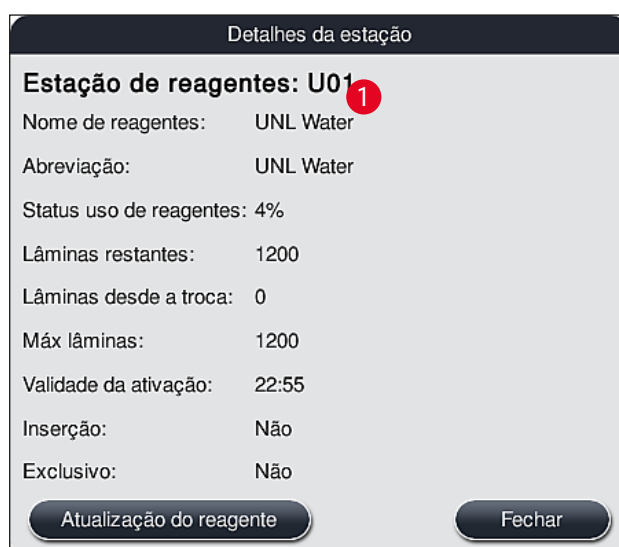 Detalhes da estação
Estação de reagentes: U01
1
Nome de reagentes: UNL Water
Abreviação: UNL Water
Status uso de reagentes: 4%
Lâminas restantes: 1200
Lâminas desde a troca: 0
Máx lâminas: 1200
Validade da ativação: 22:55
Inserção: Não
Exclusivo: Não
Atualização do reagente Fechar